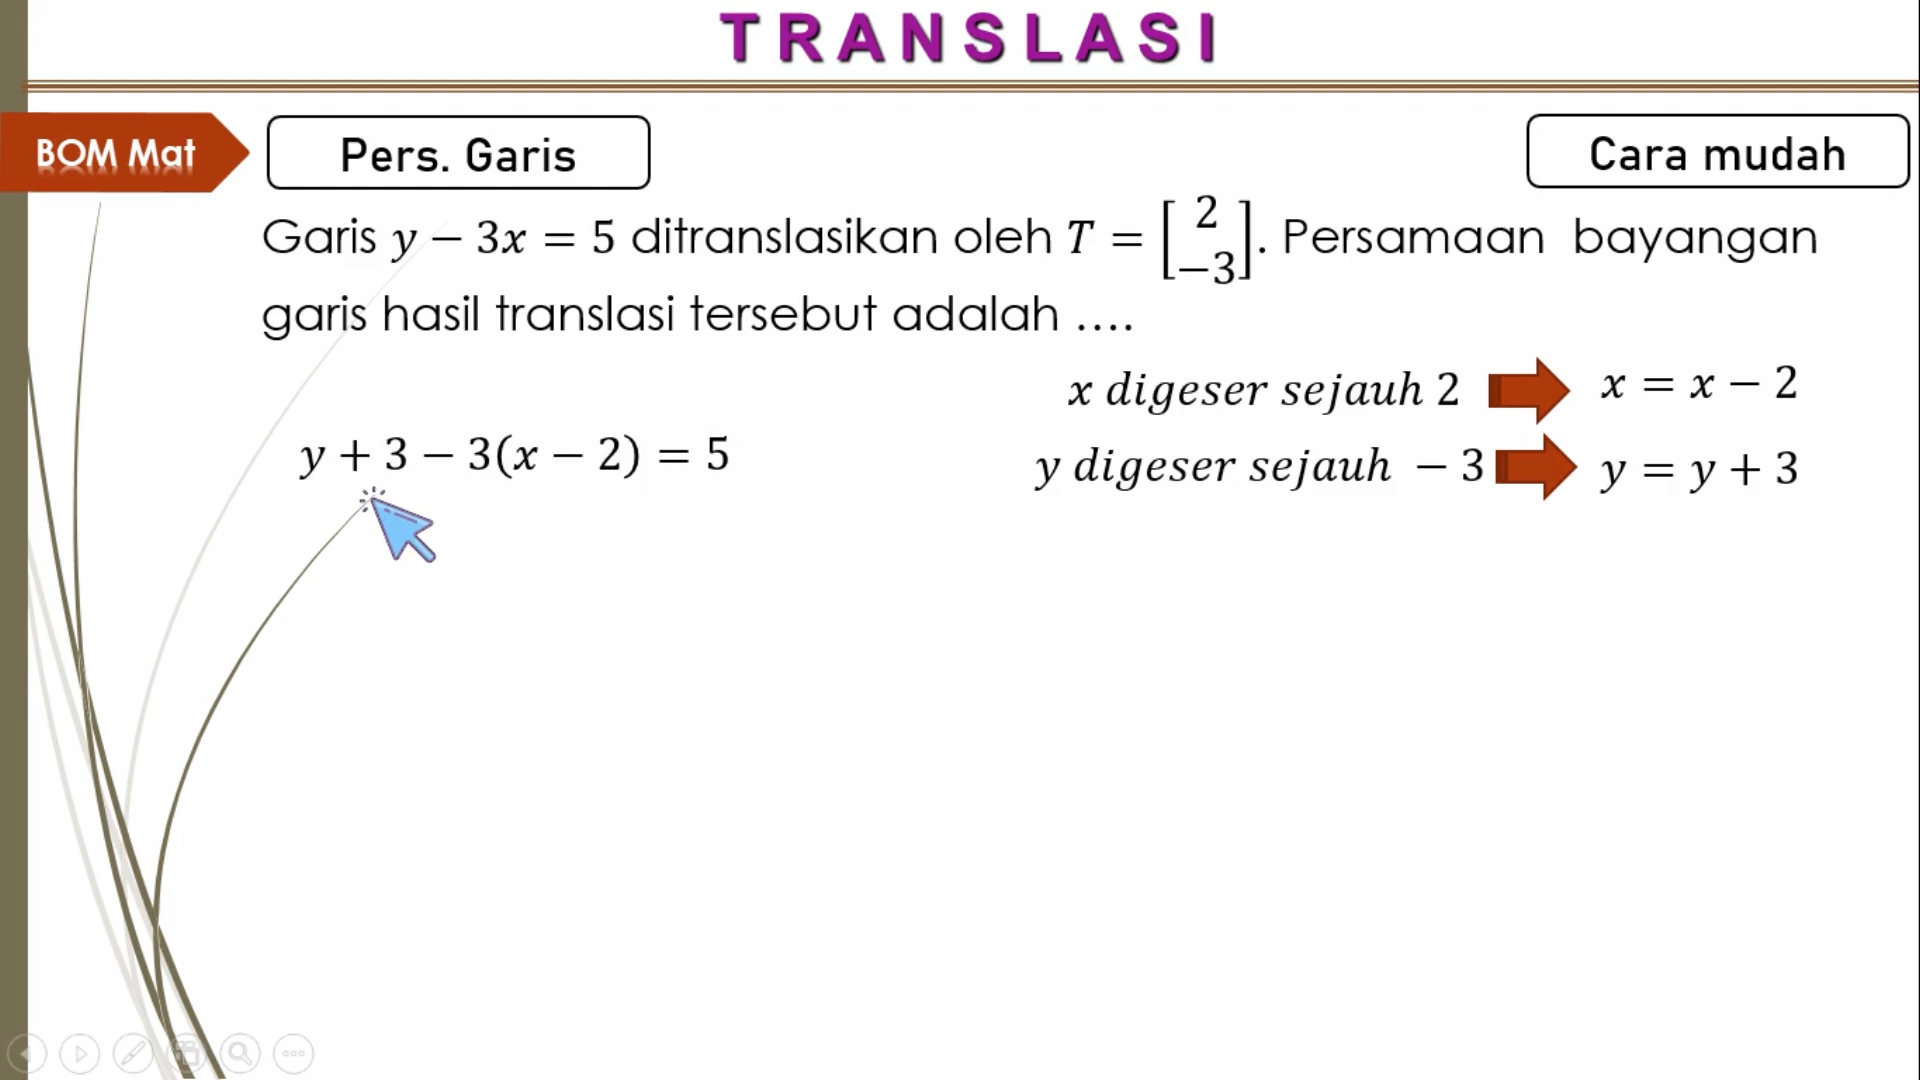 TRANSLASI
BOM Mat
Pers. Garis
Cara mudah
Garis y − 3x = 5 ditranslasikan oleh T = [2 −3]. Persamaan bayangan
garis hasil translasi tersebut adalah ....
x digeser sejauh 2
x = x − 2
y + 3 − 3(x − 2) = 5
y digeser sejauh − 3
y = y + 3